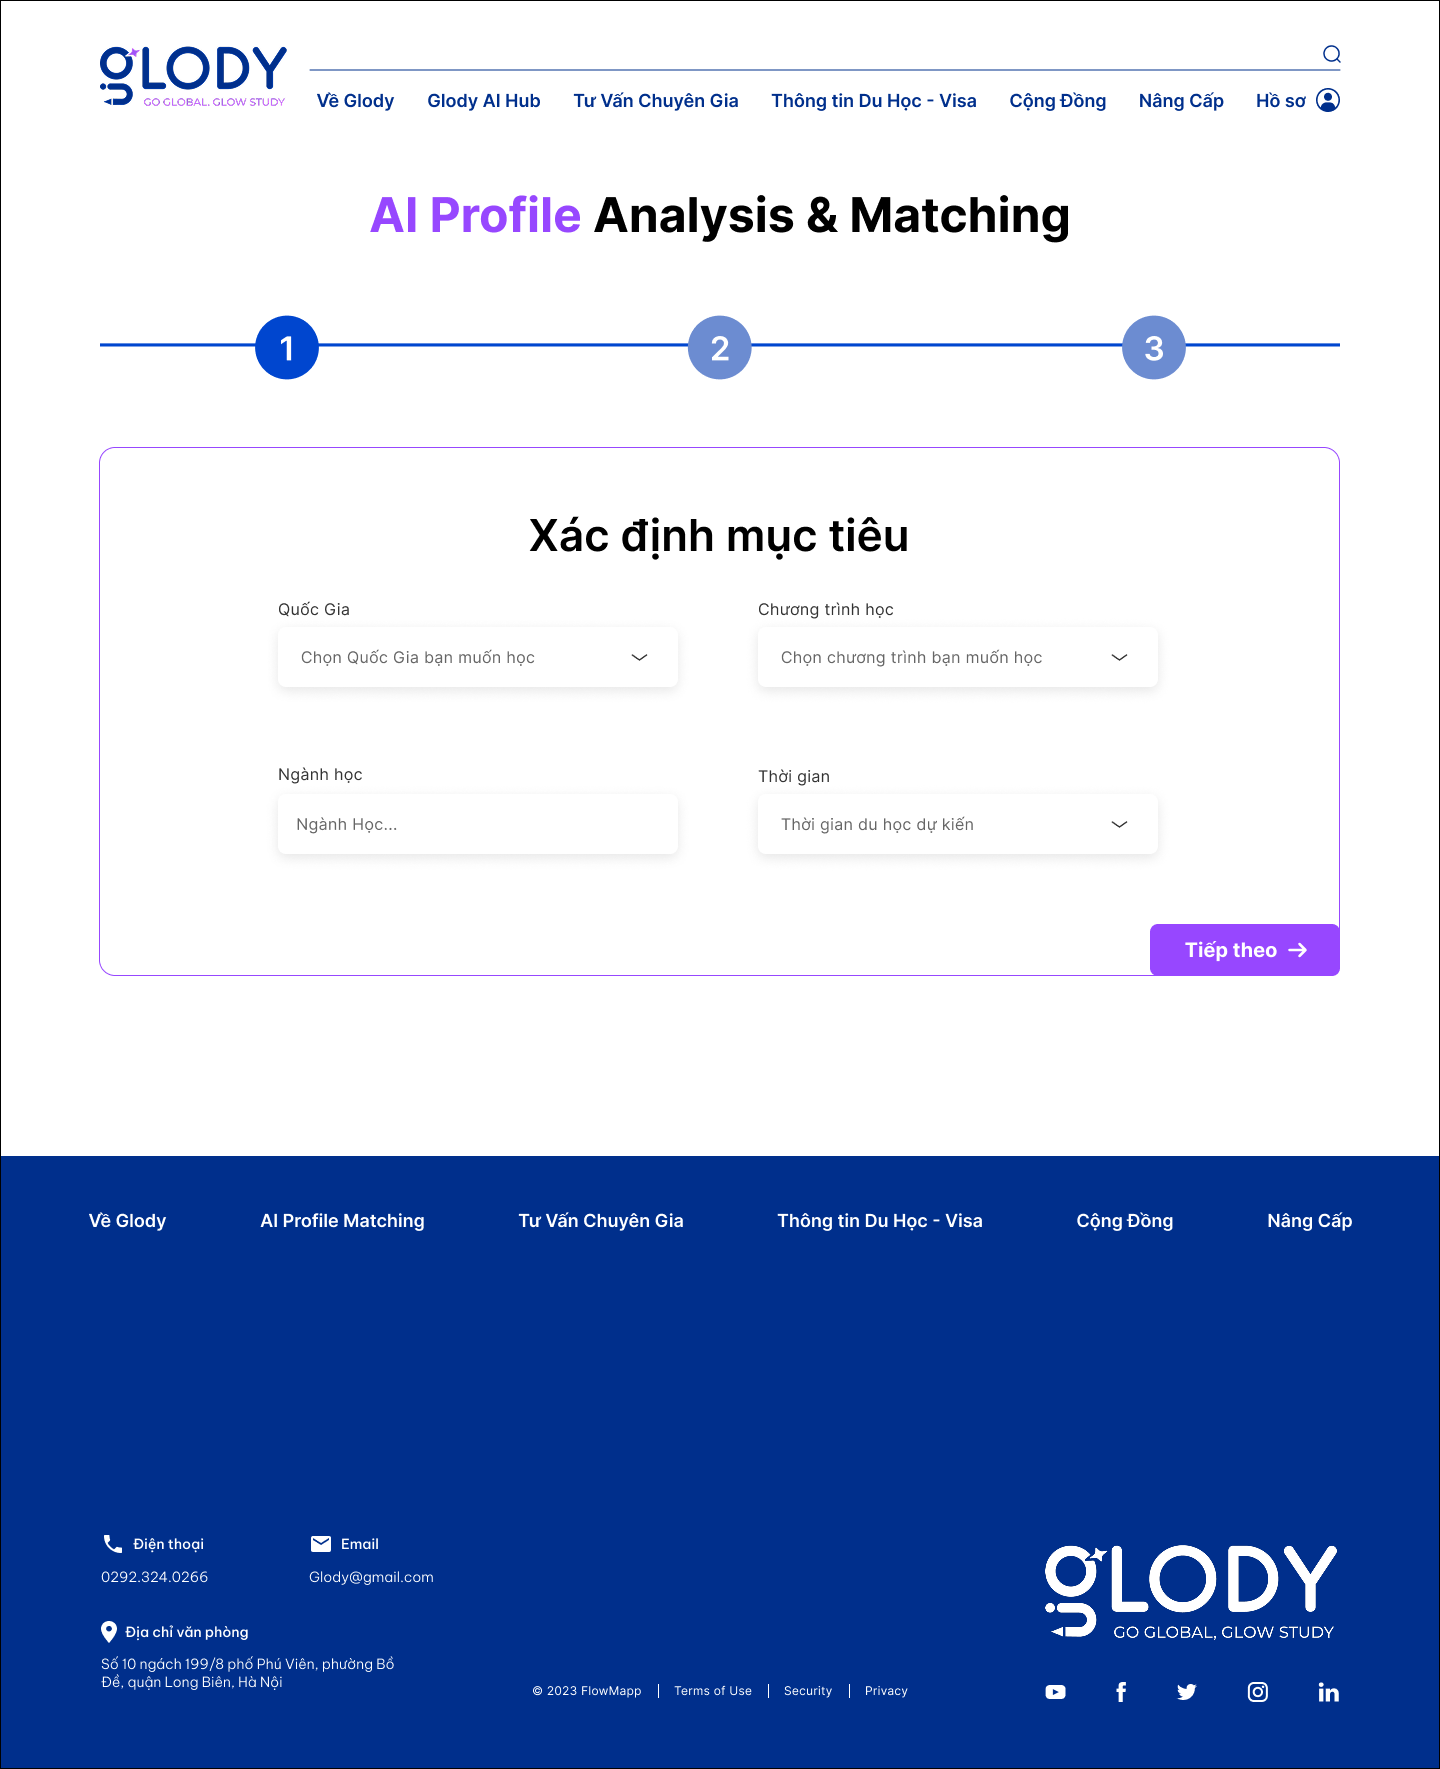 gLODY
GO GLOBAL, GLOW STUDY
Về Glody
Glody AI Hub
Tư Vấn Chuyên Gia
Thông tin Du Học - Visa
Cộng Đồng
Nâng Cấp
Hồ sơ
AI Profile Analysis & Matching
1
2
3
Xác định mục tiêu
Quốc Gia
Chọn Quốc Gia bạn muốn học
Chương trình học
Chọn chương trình bạn muốn học
Ngành học
Ngành Học...
Thời gian
Thời gian du học dự kiến
Tiếp theo
Về Glody
AI Profile Matching
Tư Vấn Chuyên Gia
Thông tin Du Học - Visa
Cộng Đồng
Nâng Cấp
Điện thoại
0292.324.0266
Email
Glody@gmail.com
Địa chỉ văn phòng
Số 10 ngách 199/8 phố Phú Viên, phường Bồ
Đề, quận Long Biên, Hà Nội
© 2023 FlowMapp
Terms of Use
Security
Privacy
gLODY
GO GLOBAL, GLOW STUDY